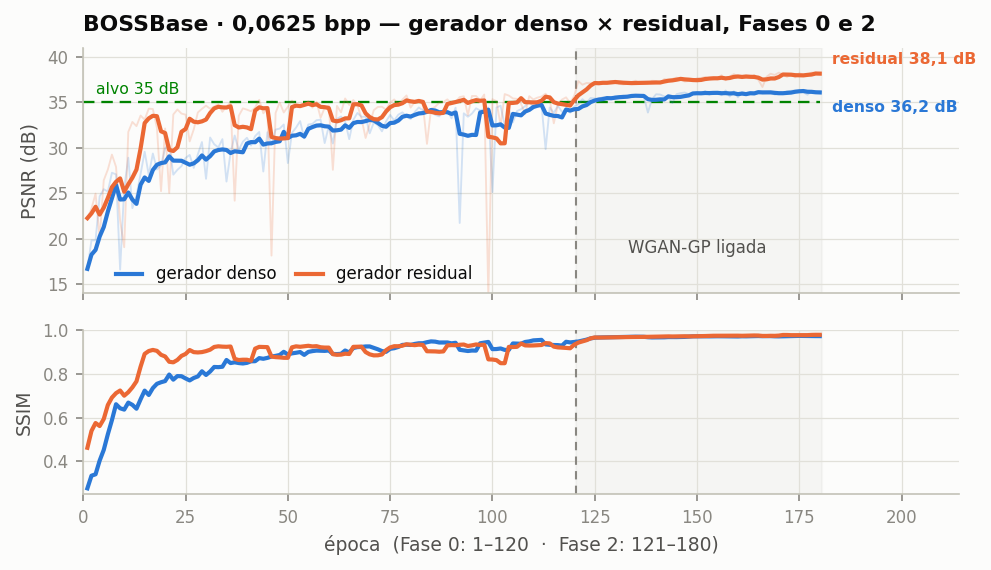 BOSSBase · 0,0625 bpp — gerador denso × residual, Fases 0 e 2
40
35
30
25
20
15
PSNR (dB)
alvo 35 dB
residual 38,1 dB
denso 36,2 dB
WGAN-GP ligada
gerador denso
gerador residual
1.0
0.8
0.6
0.4
SSIM
0 25 50 75 100 125 150 175 200
época (Fase 0: 1–120 · Fase 2: 121–180)